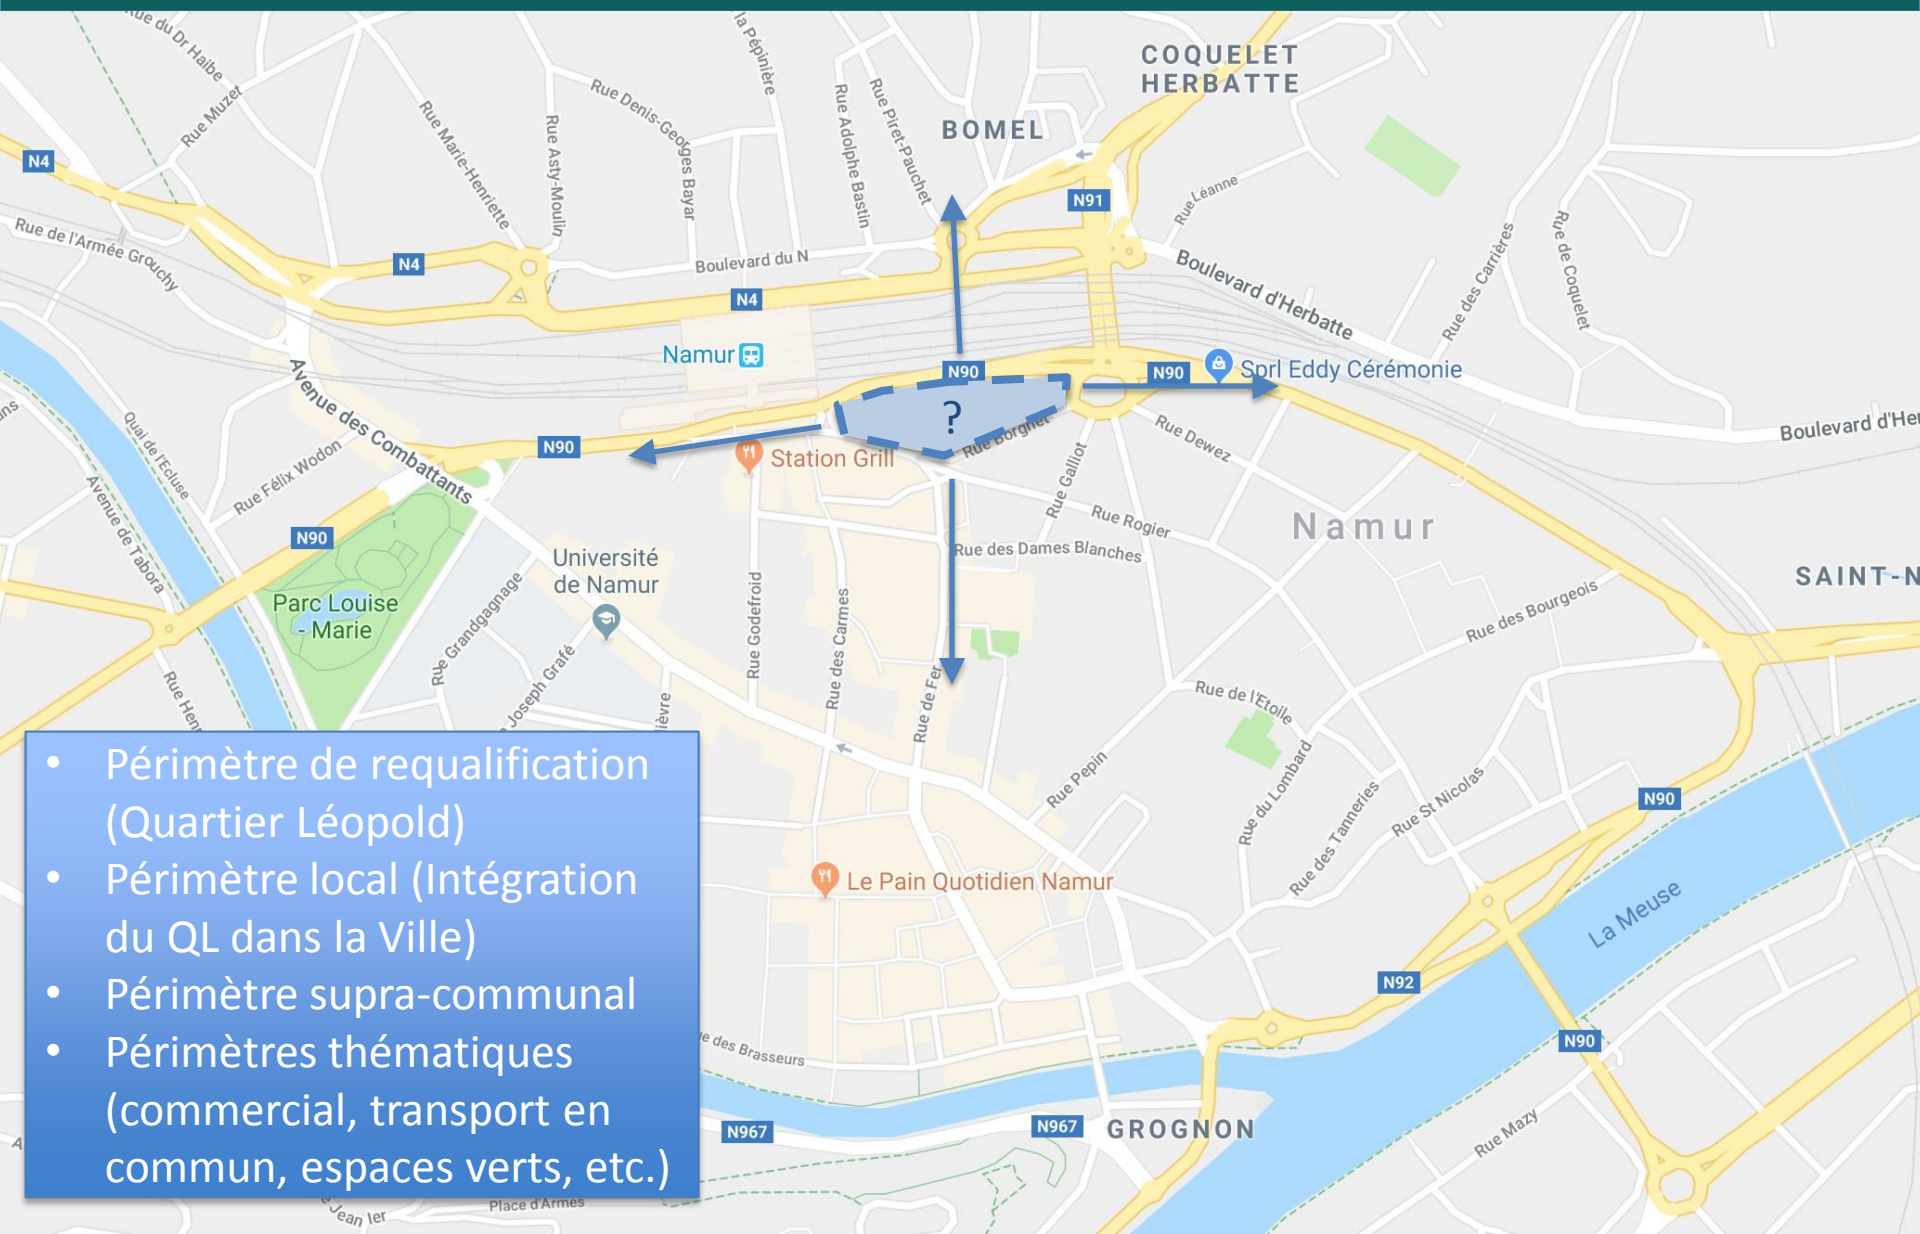 COQUELET
HERBATTE
BOMEL
Rue du Dr Haibe
Rue Muzet
Rue Marie-Henriette
Rue Asty-Moulin
Rue Denis-Georges Bayar
la Pépinière
Rue Adolphe Bastin
Rue Piret-Pauchet
N4
N91
Rue Léanne
Rue de l'Armée Grouchy
N4
Boulevard du N
N4
Boulevard d'Herbatte
Rue des Carrières
Rue de Coquelet
Namur
N90
N90
Sprl Eddy Cérémonie
Avenue des Combattants
?
Rue Borgnet
Rue Dewez
Boulevard d'Her
Quai de l'Ecluse
Rue Félix Wodon
N90
Station Grill
Rue Galliot
Avenue de Tabora
N90
Rue Rogier
Namur
Université
de Namur
Rue des Dames Blanches
SAINT-N
Parc Louise
- Marie
Rue Grandgagnage
Rue Godefroid
Rue des Carmes
Rue des Bourgeois
Joseph Grafé
Rue de Fer
Rue de l'Etoile
Rue Hen
ièvre
Rue Pepin
Rue du Lombard
Rue des Tanneries
Rue St Nicolas
N90
Le Pain Quotidien Namur
La Meuse
N92
N90
e des Brasseurs
N967
N967
GROGNON
Rue Mazy
Place d'Armes
Jean Ier
• Périmètre de requalification
(Quartier Léopold)
• Périmètre local (Intégration
du QL dans la Ville)
• Périmètre supra-communal
• Périmètres thématiques
(commercial, transport en
commun, espaces verts, etc.)